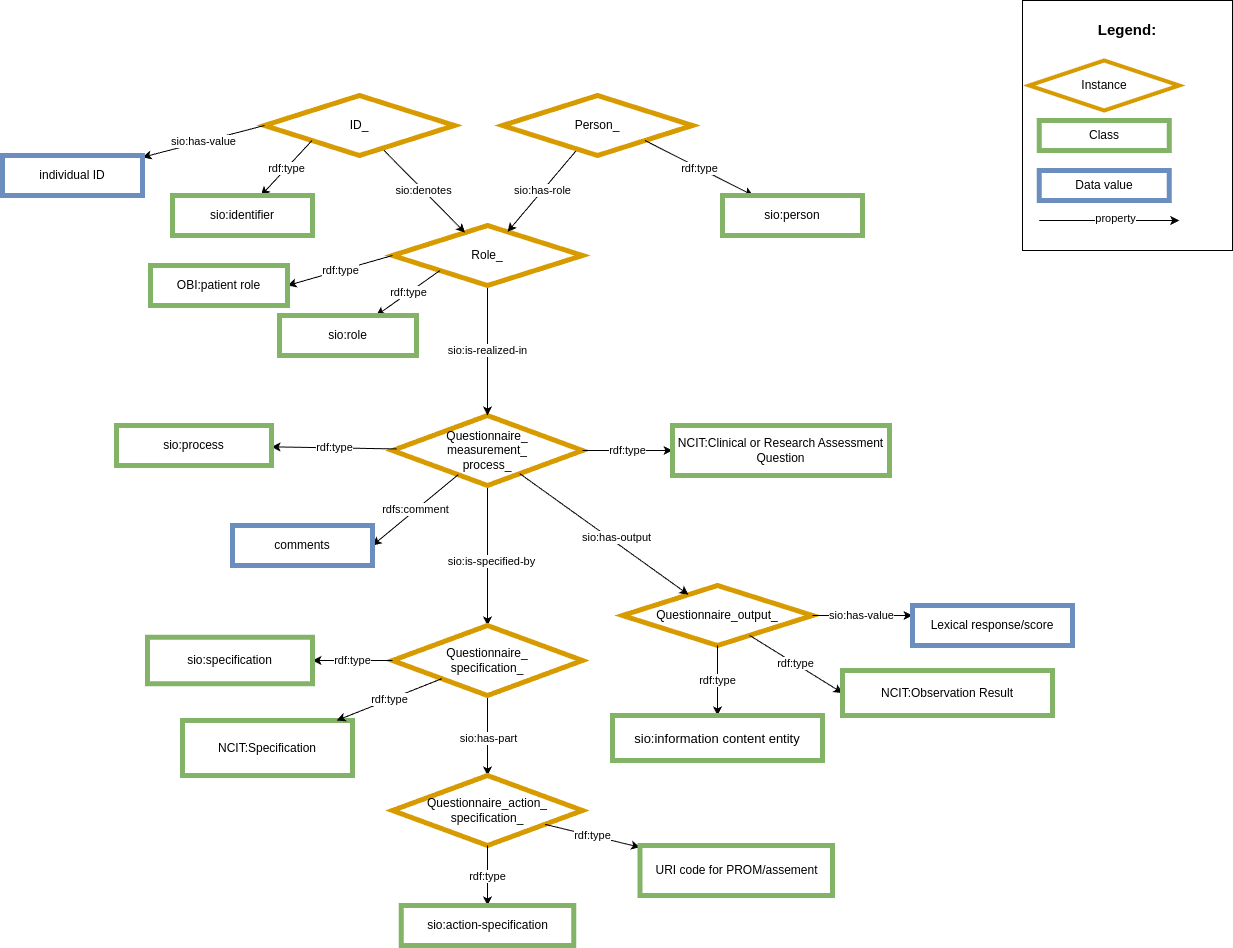 Legend:
Instance
Class
Data value
property
ID_
Person_
sio:has-value
individual ID
rdf:type
sio:identifier
sio:denotes
sio:has-role
rdf:type
sio:person
Role_
rdf:type
OBI:patient role
rdf:type
sio:role
sio:is-realized-in
Questionnaire_
measurement_
process_
rdf:type
sio:process
rdf:type
NCIT:Clinical or Research Assessment
Question
rdfs:comment
comments
sio:is-specified-by
sio:has-output
Questionnaire_output_
sio:has-value
Lexical response/score
rdf:type
NCIT:Observation Result
rdf:type
sio:information content entity
Questionnaire_
specification_
rdf:type
sio:specification
rdf:type
NCIT:Specification
sio:has-part
Questionnaire_action_
specification_
rdf:type
URI code for PROM/assement
rdf:type
sio:action-specification